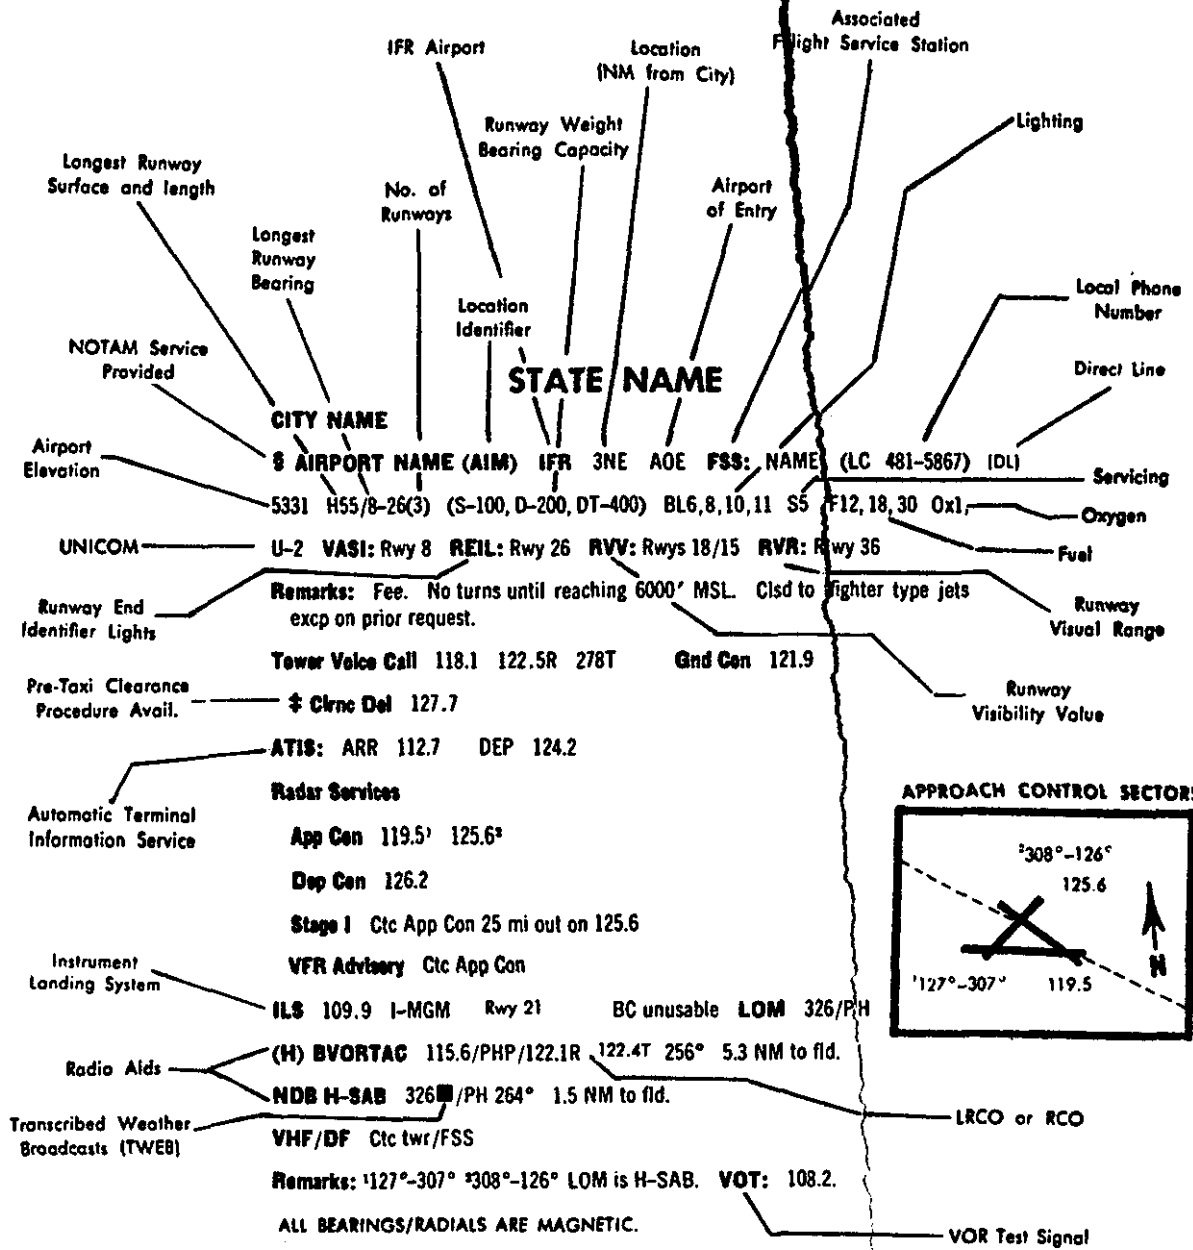 Associated
Flight Service Station
IFR Airport
Location
(NM from City)
Runway Weight
Bearing Capacity
Lighting
Longest Runway
Surface and length
No. of
Runways
Airport
of Entry
Longest
Runway
Bearing
Location
Identifier
Local Phone
Number
NOTAM Service
Provided
Direct Line
STATE NAME
CITY NAME
Airport
Elevation
§ AIRPORT NAME (AIM) IFR 3NE AOE FSS: NAME (LC 481-5867) (DL)
Servicing
5331 H55/8-26(3) (S-100, D-200, DT-400) BL6,8,10,11 S5 F12,18,30 Ox1,
Oxygen
UNICOM
U-2 VASI: Rwy 8 REIL: Rwy 26 RVV: Rwys 18/15 RVR: Rwy 36
Fuel
Remarks: Fee. No turns until reaching 6000' MSL. Clsd to fighter type jets
excp on prior request.
Runway End
Identifier Lights
Runway
Visual Range
Tower Voice Call 118.1 122.5R 278T Gnd Con 121.9
Pre-Taxi Clearance
Procedure Avail.
‡ Clrnc Del 127.7
Runway
Visibility Value
ATIS: ARR 112.7 DEP 124.2
Radar Services
APPROACH CONTROL SECTORS
Automatic Terminal
Information Service
App Con 119.5¹ 125.6²
²308°-126°
125.6
Dep Con 126.2
Stage I Ctc App Con 25 mi out on 125.6
N
VFR Advisory Ctc App Con
¹127°-307° 119.5
Instrument
Landing System
ILS 109.9 I-MGM Rwy 21 BC unusable LOM 326/PH
(H) BVORTAC 115.6/PHP/122.1R 122.4T 256° 5.3 NM to fld.
Radio Aids
NDB H-SAB 326■/PH 264° 1.5 NM to fld.
LRCO or RCO
Transcribed Weather
Broadcasts (TWEB)
VHF/DF Ctc twr/FSS
Remarks: ¹127°-307° ²308°-126° LOM is H-SAB. VOT: 108.2.
ALL BEARINGS/RADIALS ARE MAGNETIC.
VOR Test Signal